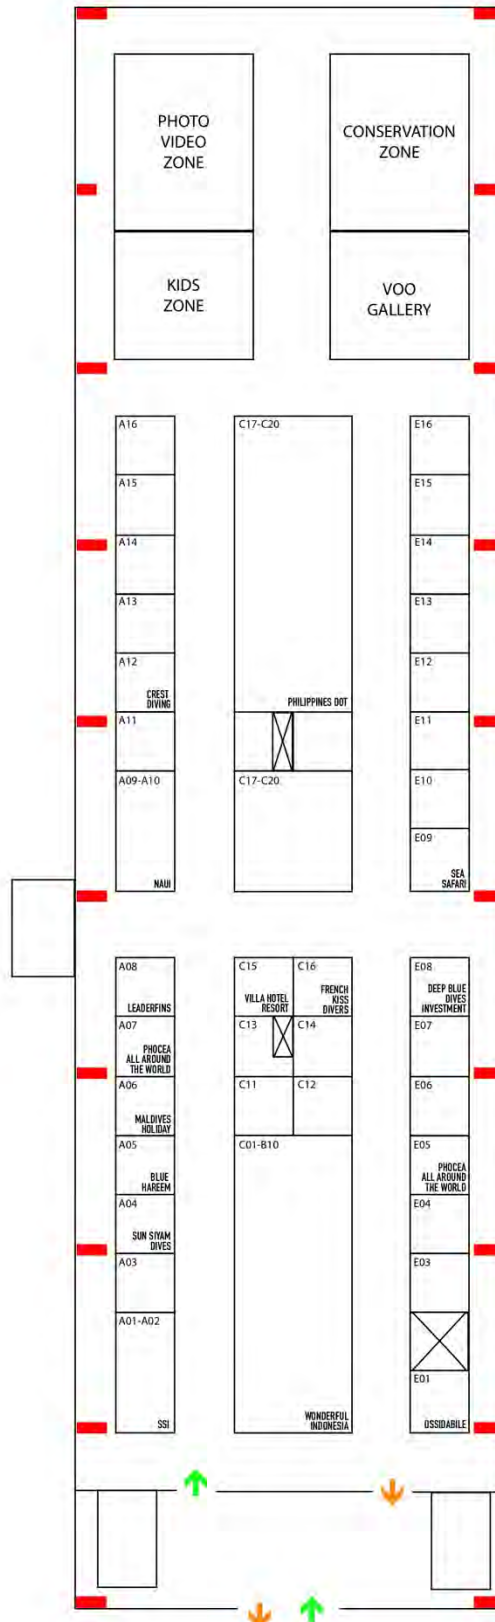 PHOTO
VIDEO
ZONE
CONSERVATION
ZONE
KIDS
ZONE
VOO
GALLERY
A16
C17-C20
E16
A15
E15
A14
E14
A13
E13
A12
CREST
DIVING
PHILIPPINES DOT
E12
A11
E11
A09-A10
NAUI
C17-C20
E10
E09
SEA
SAFARI
A08
LEADERFINS
C15
VILLA HOTEL
RESORT
C16
FRENCH
KISS
DIVERS
E08
DEEP BLUE
DIVES
INVESTMENT
A07
PHOCEA
ALL AROUND
THE WORLD
C13
C14
E07
A06
MALDIVES
HOLIDAY
C11
C12
E06
A05
BLUE
HAREEM
C01-B10
E05
PHOCEA
ALL AROUND
THE WORLD
A04
SUN SIYAM
DIVES
E04
A03
E03
A01-A02
SSI
WONDERFUL
INDONESIA
E01
OSSIDABILE